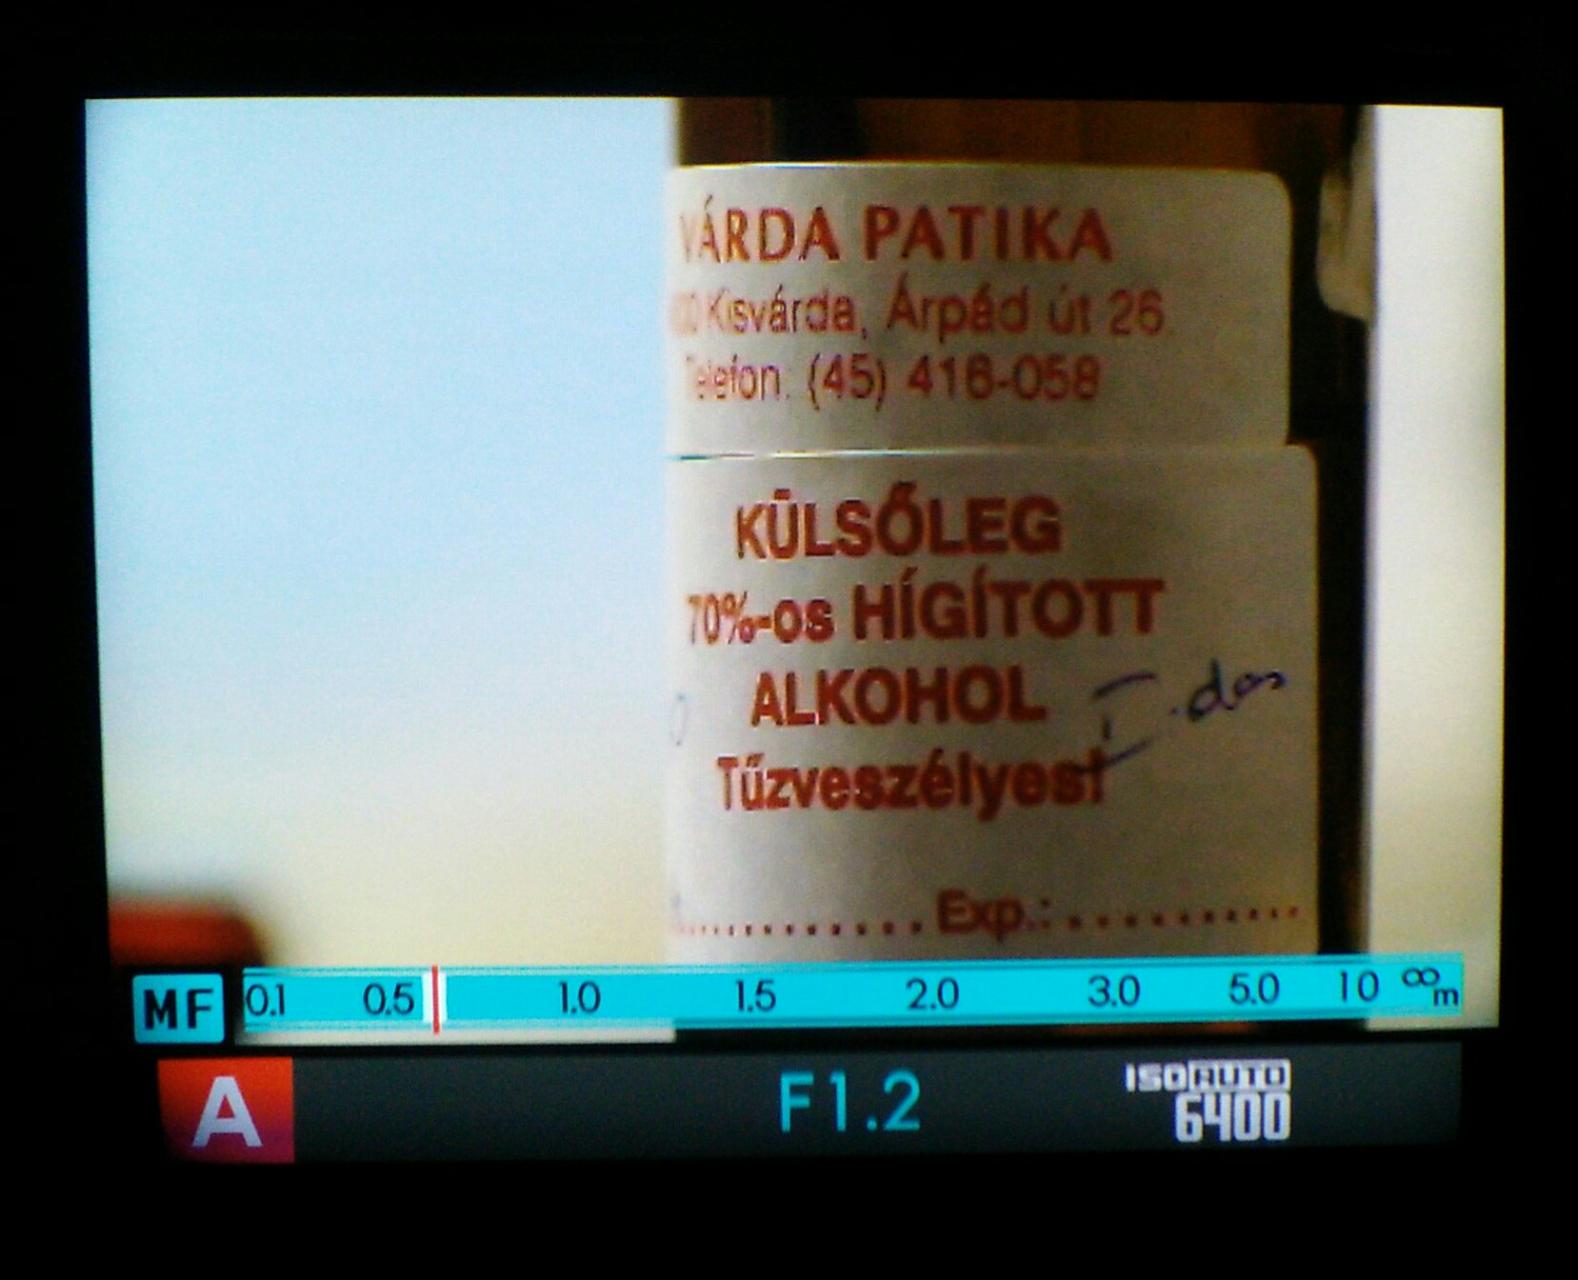 VÁRDA PATIKA
Kisvárda, Árpád út 26.
Telefon: (45) 416-058
KÜLSŐLEG
70%-os HÍGÍTOTT
ALKOHOL I.-das
Tűzveszélyes!
.............. Exp.: ..............
MF 0.1 0.5 1.0 1.5 2.0 3.0 5.0 10 ∞ m
A F1.2 ISO AUTO
6400